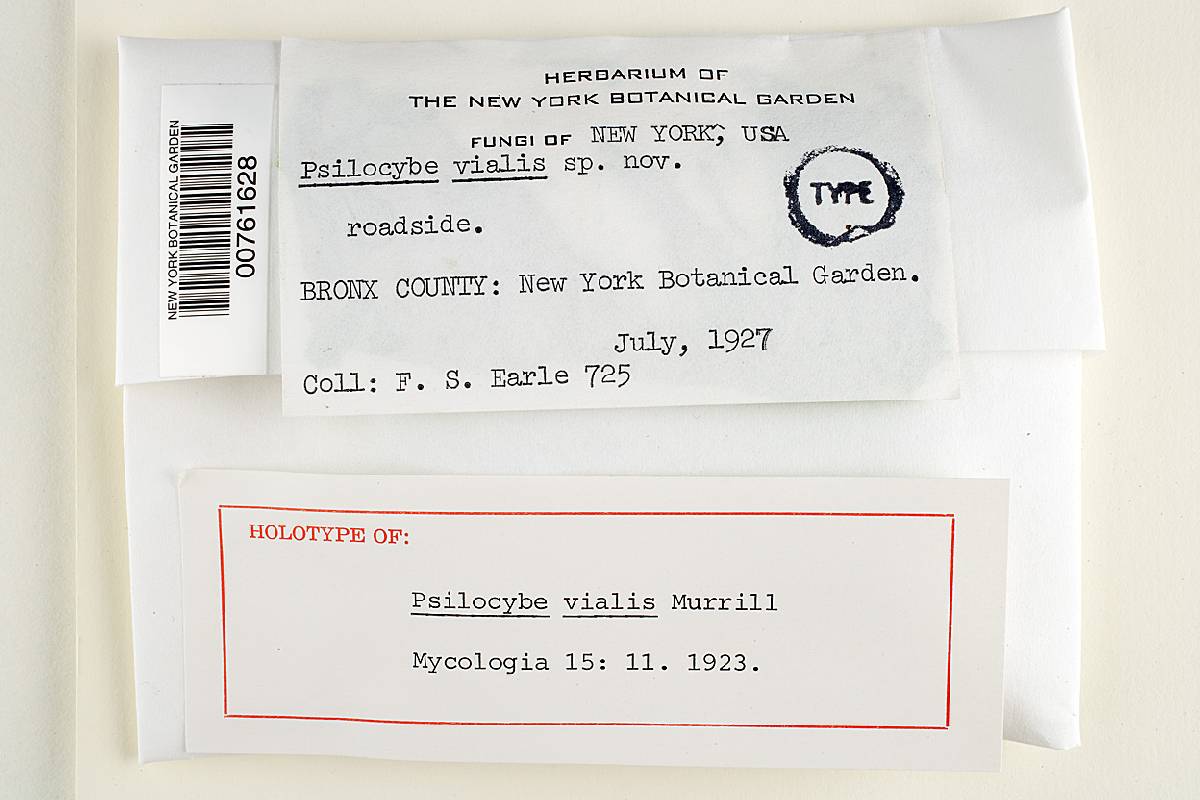 HERBARIUM OF
THE NEW YORK BOTANICAL GARDEN
FUNGI OF NEW YORK, USA
Psilocybe vialis sp. nov.
TYPE
roadside.
BRONX COUNTY: New York Botanical Garden.
July, 1927
Coll: F. S. Earle 725
NEW YORK BOTANICAL GARDEN
00761628
HOLOTYPE OF:
Psilocybe vialis Murrill
Mycologia 15: 11. 1923.